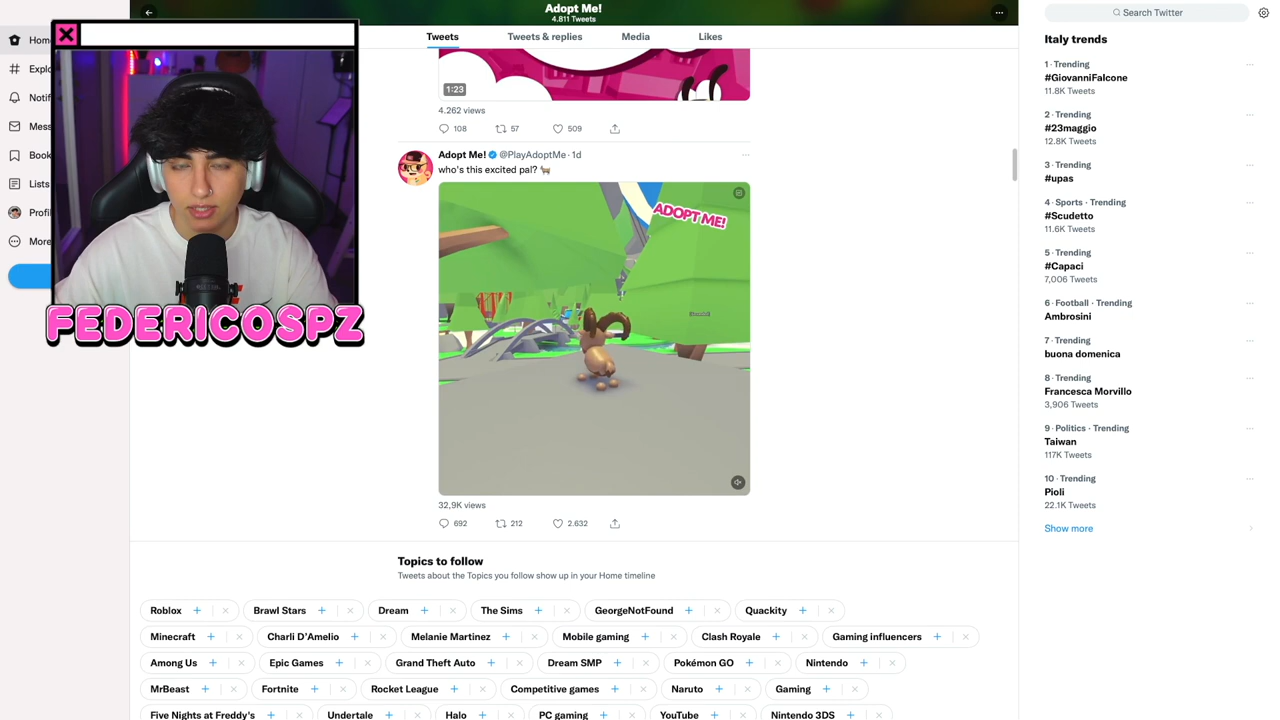 Adopt Me!
4.811 Tweets
Tweets
Tweets & replies
Media
Likes
Search Twitter
Hom
Explo
Notif
Mess
Book
Lists
Profil
More
FEDERICOSPZ
1:23
4.262 views
108
57
509
Adopt Me! @PlayAdoptMe · 1d
who's this excited pal? 🐏
ADOPT ME!
32,9K views
692
212
2.632
Topics to follow
Tweets about the Topics you follow show up in your Home timeline
Roblox
Brawl Stars
Dream
The Sims
GeorgeNotFound
Quackity
Minecraft
Charli D'Amelio
Melanie Martinez
Mobile gaming
Clash Royale
Gaming influencers
Among Us
Epic Games
Grand Theft Auto
Dream SMP
Pokémon GO
Nintendo
MrBeast
Fortnite
Rocket League
Competitive games
Naruto
Gaming
Five Nights at Freddy's
Undertale
Halo
PC gaming
YouTube
Nintendo 3DS
Italy trends
1 · Trending
#GiovanniFalcone
11.8K Tweets
2 · Trending
#23maggio
12.8K Tweets
3 · Trending
#upas
4 · Sports · Trending
#Scudetto
11.6K Tweets
5 · Trending
#Capaci
7,006 Tweets
6 · Football · Trending
Ambrosini
7 · Trending
buona domenica
8 · Trending
Francesca Morvillo
3,906 Tweets
9 · Politics · Trending
Taiwan
117K Tweets
10 · Trending
Pioli
22.1K Tweets
Show more